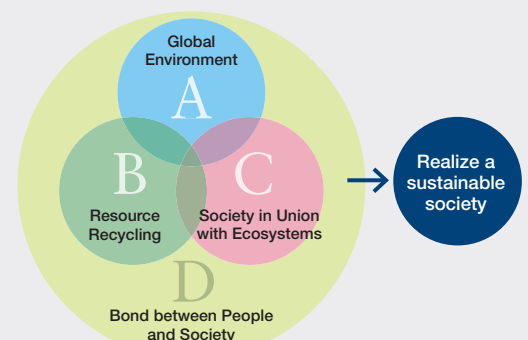 Global
Environment
A
B
Resource
Recycling
C
Society in Union
with Ecosystems
D
Bond between People
and Society
Realize a
sustainable
society